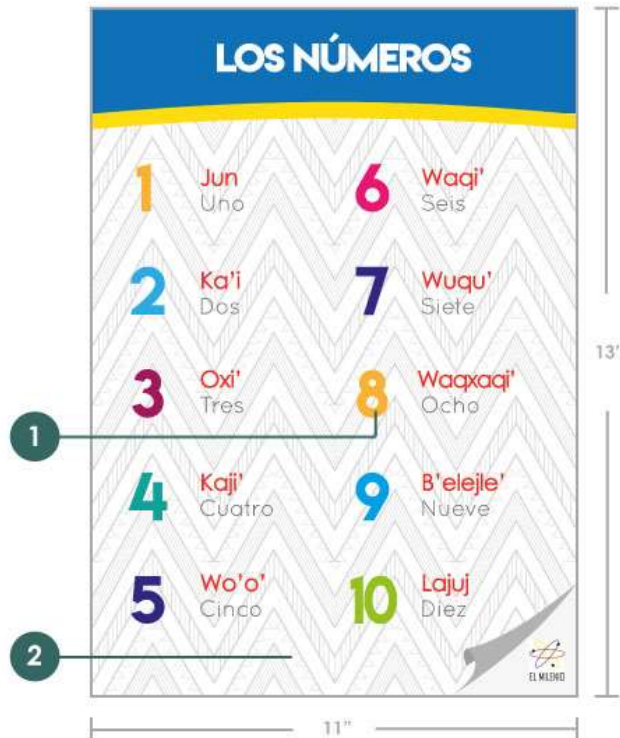 LOS NÚMEROS
1 Jun
Uno
2 Ka'i
Dos
3 Oxi'
Tres
4 Kaji'
Cuatro
5 Wo'o'
Cinco
6 Waqi'
Seis
7 Wuqu'
Siete
8 Waqxaqi'
Ocho
9 B'elejle'
Nueve
10 Lajuj
Diez
EL MILENIO
1
2
13'
11"